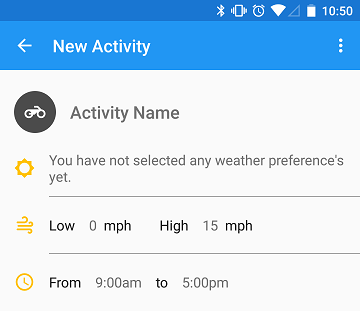 10:50
New Activity
Activity Name
You have not selected any weather preference's
yet.
Low 0 mph High 15 mph
From 9:00am to 5:00pm